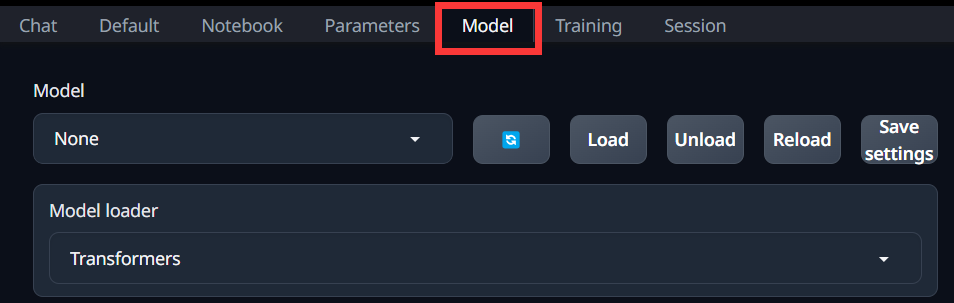 Chat Default Notebook Parameters Model Training Session
Model
None Load Unload Reload Save settings
Model loader
Transformers